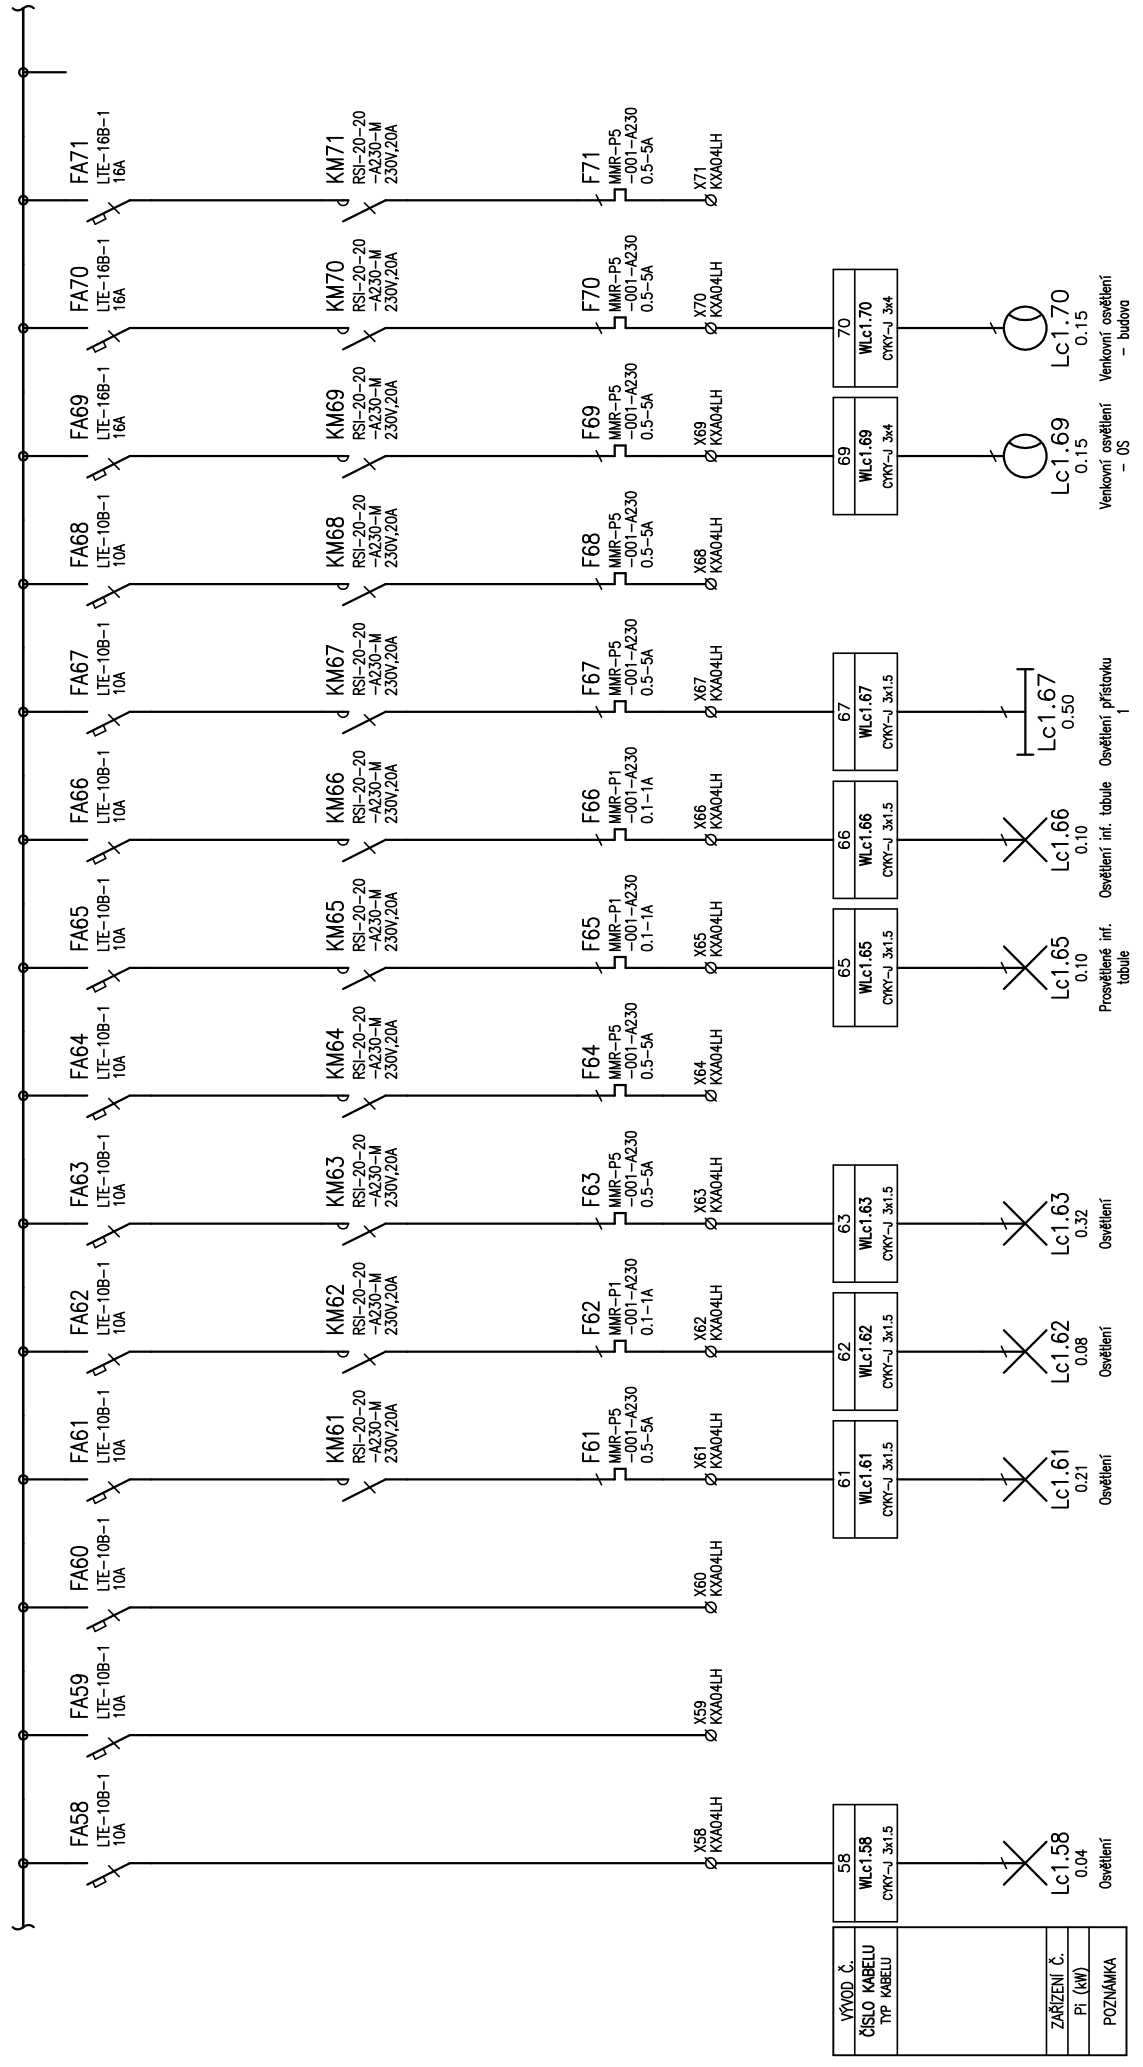 FA58
LTE-10B-1
10A
FA59
LTE-10B-1
10A
FA60
LTE-10B-1
10A
FA61
LTE-10B-1
10A
FA62
LTE-10B-1
10A
FA63
LTE-10B-1
10A
FA64
LTE-10B-1
10A
FA65
LTE-10B-1
10A
FA66
LTE-10B-1
10A
FA67
LTE-10B-1
10A
FA68
LTE-10B-1
10A
FA69
LTE-16B-1
16A
FA70
LTE-16B-1
16A
FA71
LTE-16B-1
16A
KM61
RSI-20-20
-A230-M
230V,20A
KM62
RSI-20-20
-A230-M
230V,20A
KM63
RSI-20-20
-A230-M
230V,20A
KM64
RSI-20-20
-A230-M
230V,20A
KM65
RSI-20-20
-A230-M
230V,20A
KM66
RSI-20-20
-A230-M
230V,20A
KM67
RSI-20-20
-A230-M
230V,20A
KM68
RSI-20-20
-A230-M
230V,20A
KM69
RSI-20-20
-A230-M
230V,20A
KM70
RSI-20-20
-A230-M
230V,20A
KM71
RSI-20-20
-A230-M
230V,20A
F61
MMR-P5
-001-A230
0.5-5A
F62
MMR-P1
-001-A230
0.1-1A
F63
MMR-P5
-001-A230
0.5-5A
F64
MMR-P5
-001-A230
0.5-5A
F65
MMR-P1
-001-A230
0.1-1A
F66
MMR-P1
-001-A230
0.1-1A
F67
MMR-P5
-001-A230
0.5-5A
F68
MMR-P5
-001-A230
0.5-5A
F69
MMR-P5
-001-A230
0.5-5A
F70
MMR-P5
-001-A230
0.5-5A
F71
MMR-P5
-001-A230
0.5-5A
X58
KXA04LH
X59
KXA04LH
X60
KXA04LH
X61
KXA04LH
X62
KXA04LH
X63
KXA04LH
X64
KXA04LH
X65
KXA04LH
X66
KXA04LH
X67
KXA04LH
X68
KXA04LH
X69
KXA04LH
X70
KXA04LH
X71
KXA04LH
VÝVOD Č.
ČÍSLO KABELU
TYP KABELU
ZAŘÍZENÍ Č.
Pi (kW)
POZNÁMKA
58
WLc1.58
CYKY-J 3x1.5
Lc1.58
0.04
Osvětlení
61
WLc1.61
CYKY-J 3x1.5
Lc1.61
0.21
Osvětlení
62
WLc1.62
CYKY-J 3x1.5
Lc1.62
0.08
Osvětlení
63
WLc1.63
CYKY-J 3x1.5
Lc1.63
0.32
Osvětlení
65
WLc1.65
CYKY-J 3x1.5
Lc1.65
0.10
Prosvětlené inf.
tabule
66
WLc1.66
CYKY-J 3x1.5
Lc1.66
0.10
Osvětlení inf. tabule
67
WLc1.67
CYKY-J 3x1.5
Lc1.67
0.50
Osvětlení přístavku
1
69
WLc1.69
CYKY-J 3x4
Lc1.69
0.15
Venkovní osvětlení
- OS
70
WLc1.70
CYKY-J 3x4
Lc1.70
0.15
Venkovní osvětlení
- budova